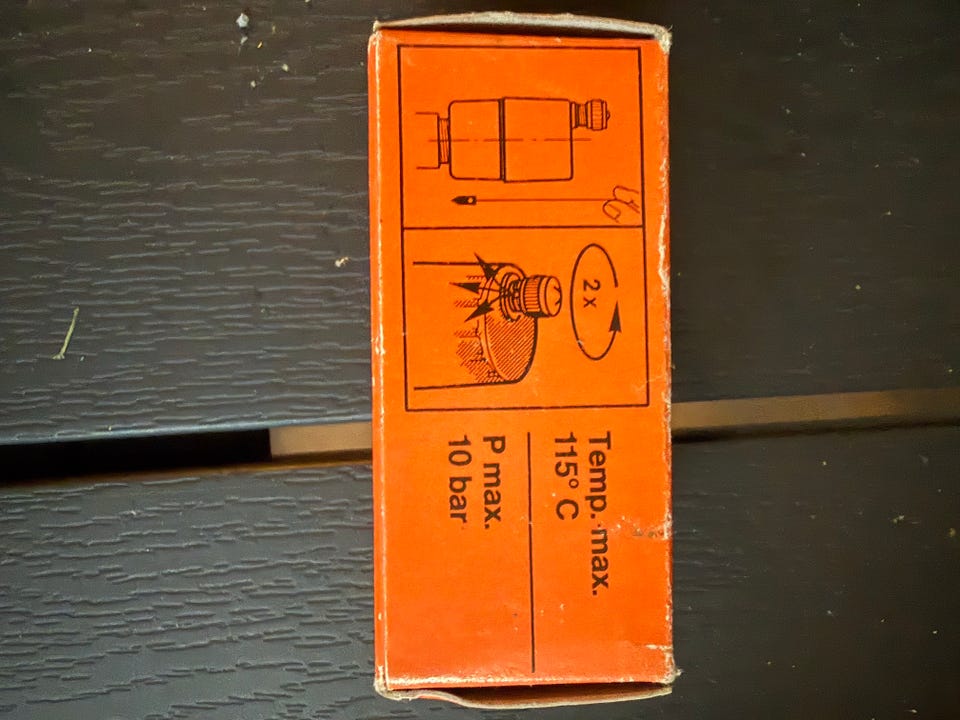 2 x
Temp. max.
115° C
P max.
10 bar